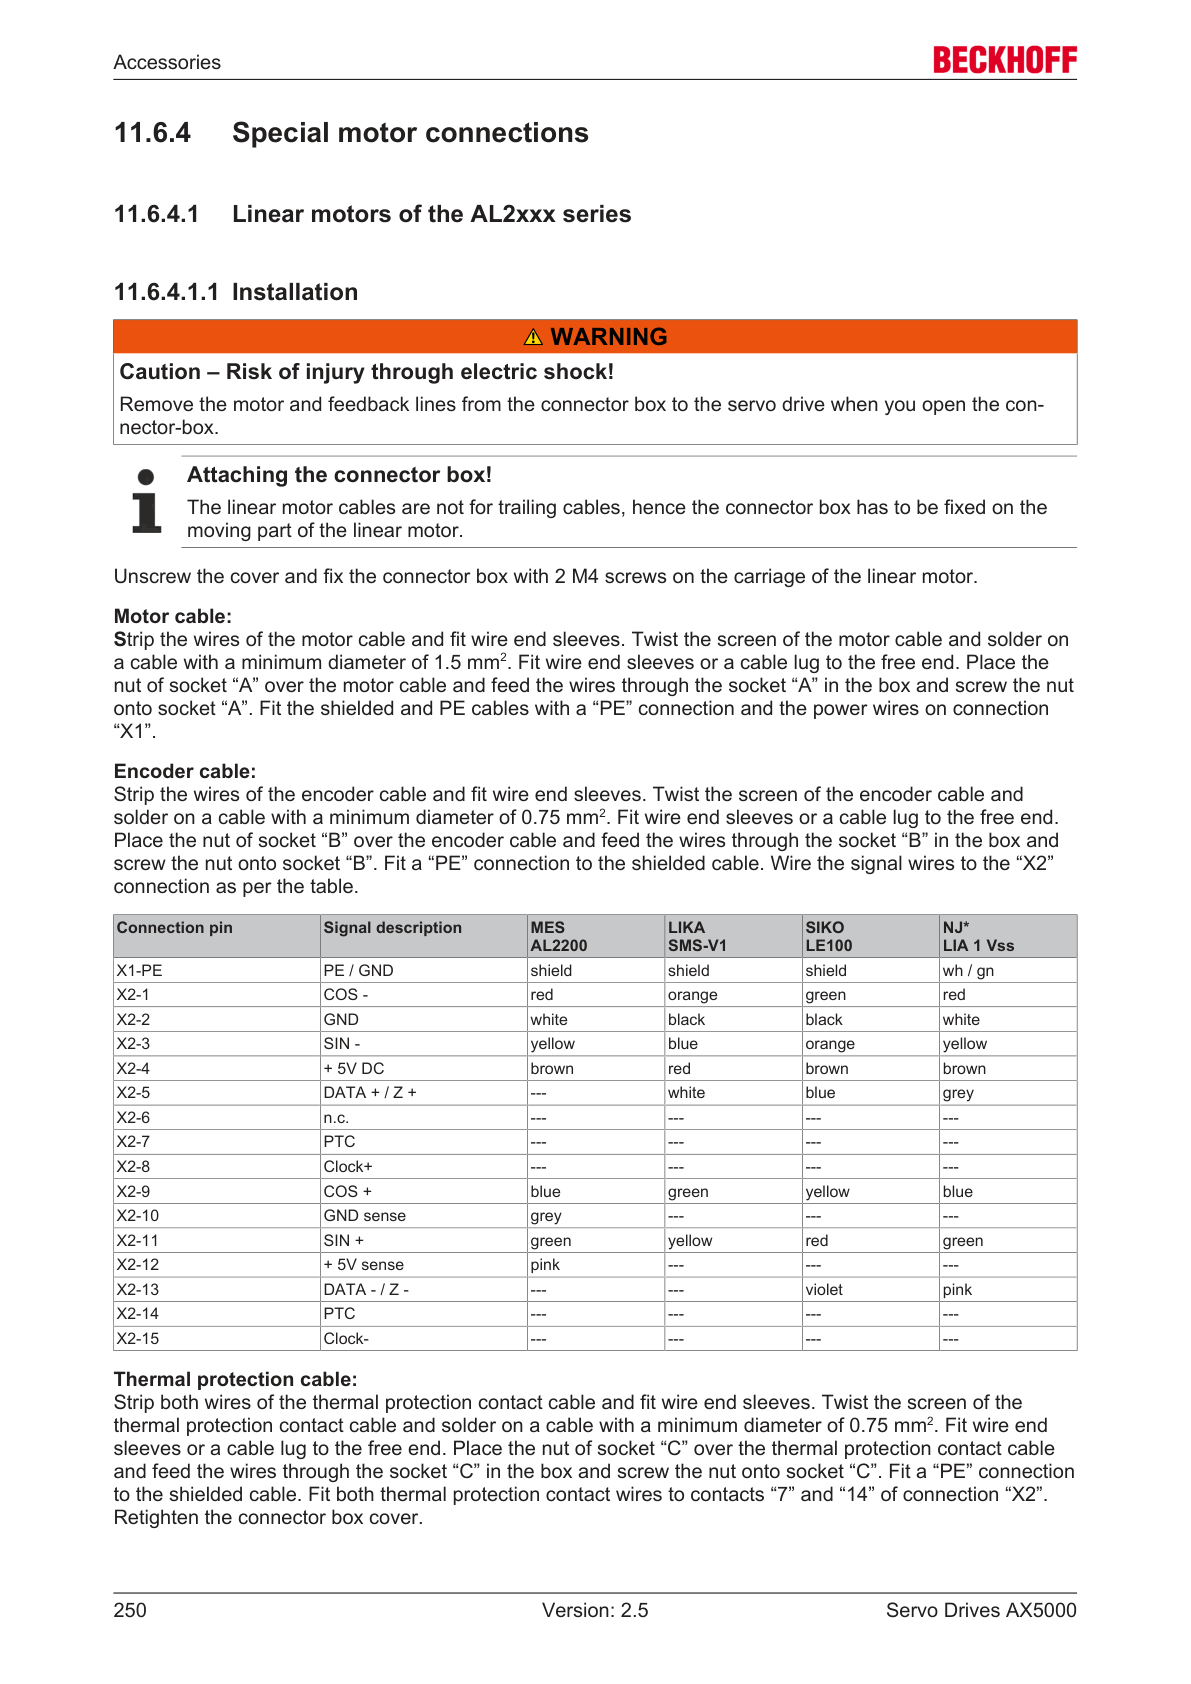 Accessories
BECKHOFF
11.6.4 Special motor connections
11.6.4.1 Linear motors of the AL2xxx series
11.6.4.1.1 Installation
⚠ WARNING
Caution – Risk of injury through electric shock!
Remove the motor and feedback lines from the connector box to the servo drive when you open the con-
nector-box.
Attaching the connector box!
The linear motor cables are not for trailing cables, hence the connector box has to be fixed on the
moving part of the linear motor.
Unscrew the cover and fix the connector box with 2 M4 screws on the carriage of the linear motor.
Motor cable:
Strip the wires of the motor cable and fit wire end sleeves. Twist the screen of the motor cable and solder on
a cable with a minimum diameter of 1.5 mm². Fit wire end sleeves or a cable lug to the free end. Place the
nut of socket “A” over the motor cable and feed the wires through the socket “A” in the box and screw the nut
onto socket “A”. Fit the shielded and PE cables with a “PE” connection and the power wires on connection
“X1”.
Encoder cable:
Strip the wires of the encoder cable and fit wire end sleeves. Twist the screen of the encoder cable and
solder on a cable with a minimum diameter of 0.75 mm². Fit wire end sleeves or a cable lug to the free end.
Place the nut of socket “B” over the encoder cable and feed the wires through the socket “B” in the box and
screw the nut onto socket “B”. Fit a “PE” connection to the shielded cable. Wire the signal wires to the “X2”
connection as per the table.
Connection pin Signal description MES LIKA SIKO NJ*
AL2200 SMS-V1 LE100 LIA 1 Vss
X1-PE PE / GND shield shield shield wh / gn
X2-1 COS - red orange green red
X2-2 GND white black black white
X2-3 SIN - yellow blue orange yellow
X2-4 + 5V DC brown red brown brown
X2-5 DATA + / Z + --- white blue grey
X2-6 n.c. --- --- --- ---
X2-7 PTC --- --- --- ---
X2-8 Clock+ --- --- --- ---
X2-9 COS + blue green yellow blue
X2-10 GND sense grey --- --- ---
X2-11 SIN + green yellow red green
X2-12 + 5V sense pink --- --- ---
X2-13 DATA - / Z - --- --- violet pink
X2-14 PTC --- --- --- ---
X2-15 Clock- --- --- --- ---
Thermal protection cable:
Strip both wires of the thermal protection contact cable and fit wire end sleeves. Twist the screen of the
thermal protection contact cable and solder on a cable with a minimum diameter of 0.75 mm². Fit wire end
sleeves or a cable lug to the free end. Place the nut of socket “C” over the thermal protection contact cable
and feed the wires through the socket “C” in the box and screw the nut onto socket “C”. Fit a “PE” connection
to the shielded cable. Fit both thermal protection contact wires to contacts “7” and “14” of connection “X2”.
Retighten the connector box cover.
250 Version: 2.5 Servo Drives AX5000